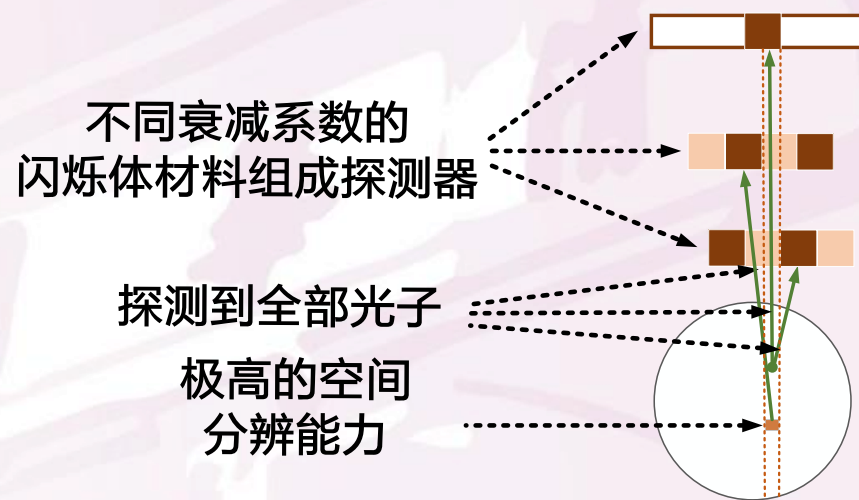 不同衰减系数的
闪烁体材料组成探测器
探测到全部光子
极高的空间
分辨能力